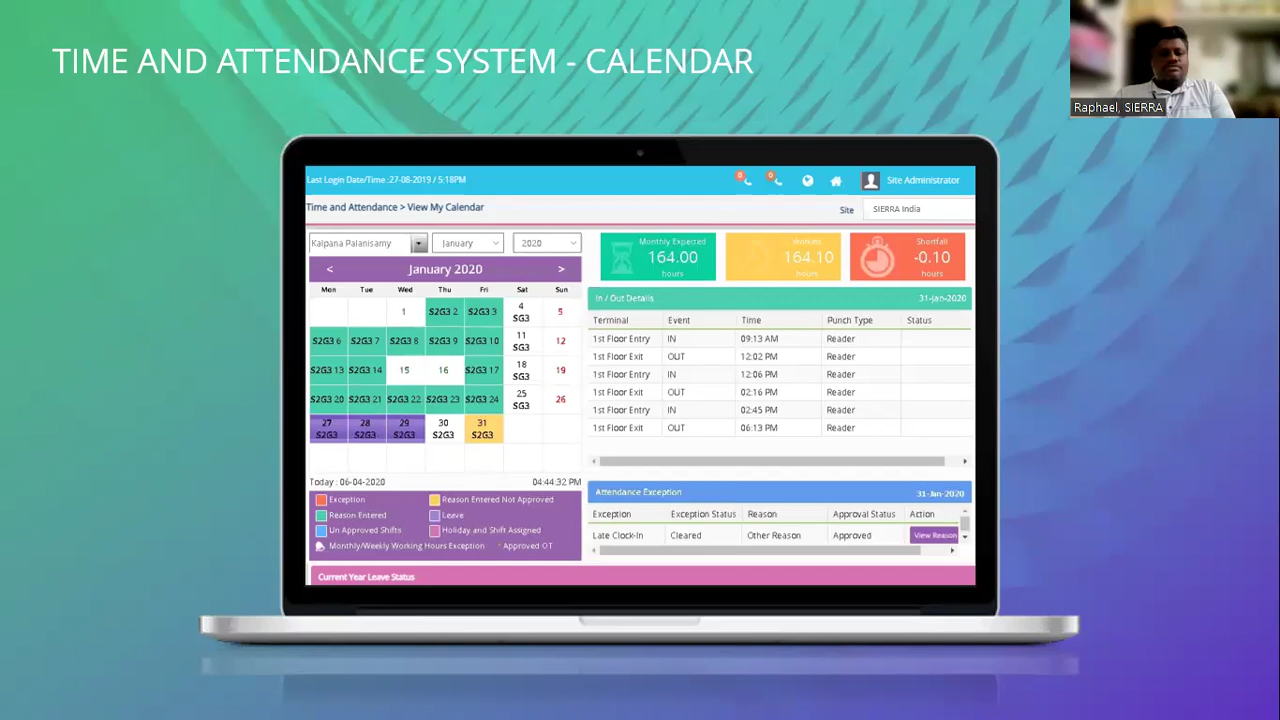 TIME AND ATTENDANCE SYSTEM - CALENDAR
Raphael, SIERRA
Last Login Date/Time :27-08-2019 / 5:18PM
0 0 Site Administrator
Time and Attendance > View My Calendar
Site SIERRA India
Kalpana Palanisamy January 2020
< January 2020 >
Mon Tue Wed Thu Fri Sat Sun
1 S2G3 2 S2G3 3 4 SG3 5
S2G3 6 S2G3 7 S2G3 8 S2G3 9 S2G3 10 11 SG3 12
S2G3 13 S2G3 14 15 16 S2G3 17 18 SG3 19
S2G3 20 S2G3 21 S2G3 22 S2G3 23 S2G3 24 25 SG3 26
27 S2G3 28 S2G3 29 S2G3 30 S2G3 31 S2G3
Today : 06-04-2020 04:44:32 PM
Exception Reason Entered Not Approved
Reason Entered Leave
Un Approved Shifts Holiday and Shift Assigned
Monthly/Weekly Working Hours Exception * Approved OT
Monthly Expected
164.00
hours
Worked
164.10
hours
Shortfall
-0.10
hours
In / Out Details 31-Jan-2020
Terminal Event Time Punch Type Status
1st Floor Entry IN 09:13 AM Reader
1st Floor Exit OUT 12:02 PM Reader
1st Floor Entry IN 12:06 PM Reader
1st Floor Exit OUT 02:16 PM Reader
1st Floor Entry IN 02:45 PM Reader
1st Floor Exit OUT 06:13 PM Reader
Attendance Exception 31-Jan-2020
Exception Exception Status Reason Approval Status Action
Late Clock-In Cleared Other Reason Approved View Reason
Current Year Leave Status